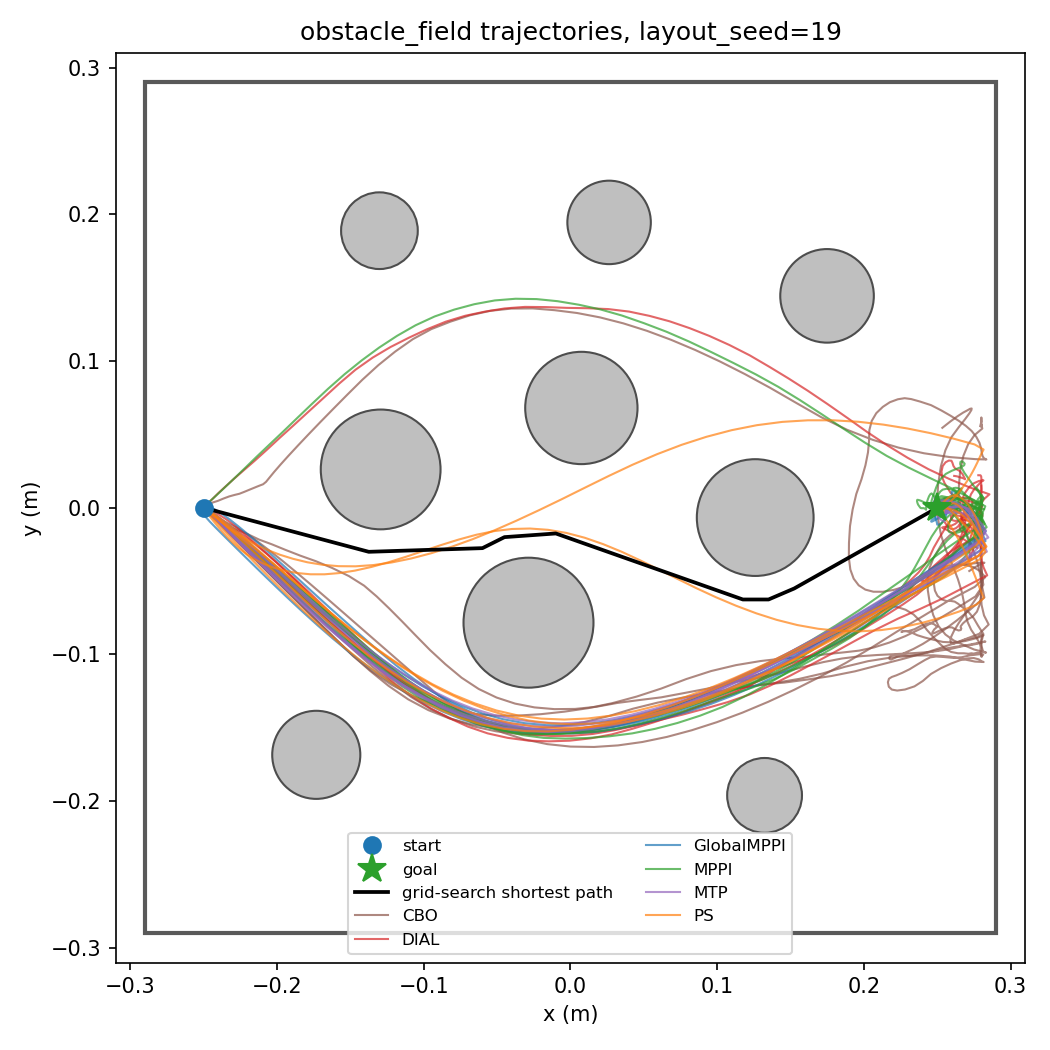 obstacle_field trajectories, layout_seed=19
0.3
0.2
0.1
0.0
−0.1
−0.2
−0.3
y (m)
start
goal
grid-search shortest path
CBO
DIAL
GlobalMPPI
MPPI
MTP
PS
−0.3 −0.2 −0.1 0.0 0.1 0.2 0.3
x (m)